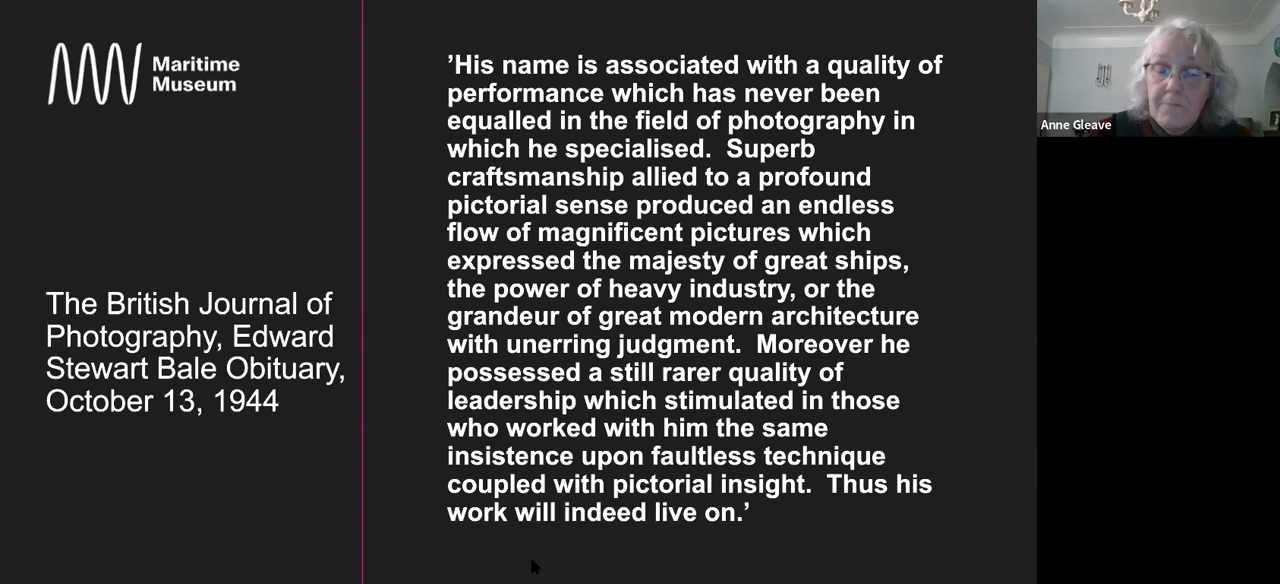 Maritime
Museum
The British Journal of
Photography, Edward
Stewart Bale Obituary,
October 13, 1944
’His name is associated with a quality of
performance which has never been
equalled in the field of photography in
which he specialised.  Superb
craftsmanship allied to a profound
pictorial sense produced an endless
flow of magnificent pictures which
expressed the majesty of great ships,
the power of heavy industry, or the
grandeur of great modern architecture
with unerring judgment.  Moreover he
possessed a still rarer quality of
leadership which stimulated in those
who worked with him the same
insistence upon faultless technique
coupled with pictorial insight.  Thus his
work will indeed live on.’
Anne Gleave